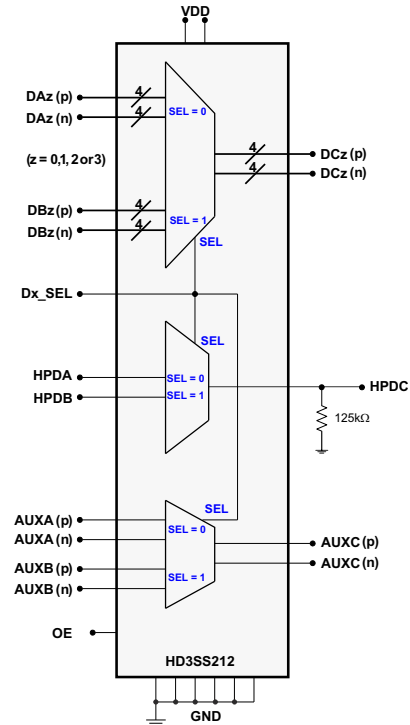 VDD
DAz (p)
4
DAz (n)
4
SEL = 0
(z = 0,1, 2 or 3)
4
DCz (p)
4
DCz (n)
DBz (p)
4
DBz (n)
4
SEL = 1
SEL
Dx_SEL
SEL
HPDA
SEL = 0
HPDB
SEL = 1
HPDC
125kΩ
SEL
AUXA (p)
SEL = 0
AUXA (n)
AUXC (p)
AUXB (p)
SEL = 1
AUXC (n)
AUXB (n)
OE
HD3SS212
GND